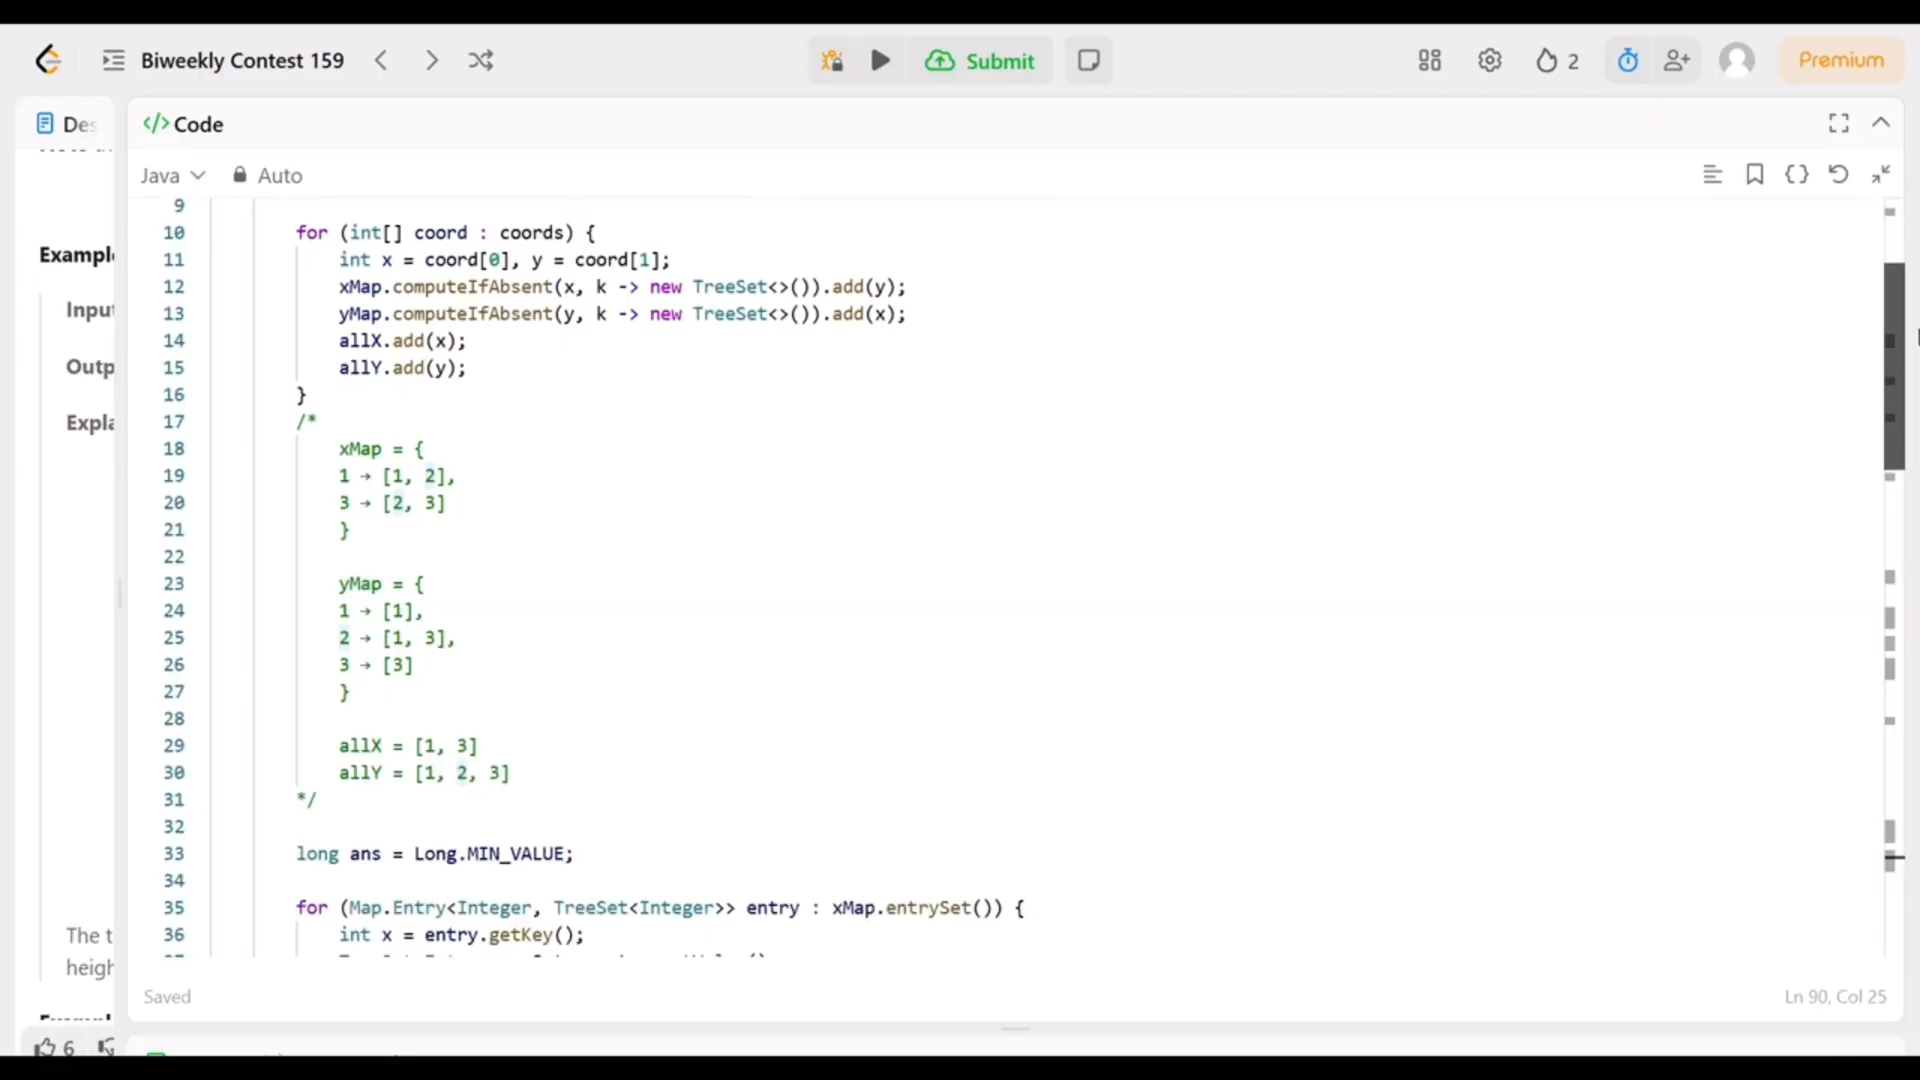 Biweekly Contest 159
Submit
2
Premium
</> Code
Java
Auto
9
10 for (int[] coord : coords) {
11 int x = coord[0], y = coord[1];
12 xMap.computeIfAbsent(x, k -> new TreeSet<>()).add(y);
13 yMap.computeIfAbsent(y, k -> new TreeSet<>()).add(x);
14 allX.add(x);
15 allY.add(y);
16 }
17 /*
18 xMap = {
19 1 → [1, 2],
20 3 → [2, 3]
21 }
22
23 yMap = {
24 1 → [1],
25 2 → [1, 3],
26 3 → [3]
27 }
28
29 allX = [1, 3]
30 allY = [1, 2, 3]
31 */
32
33 long ans = Long.MIN_VALUE;
34
35 for (Map.Entry<Integer, TreeSet<Integer>> entry : xMap.entrySet()) {
36 int x = entry.getKey();
Saved
Ln 90, Col 25
The t
6